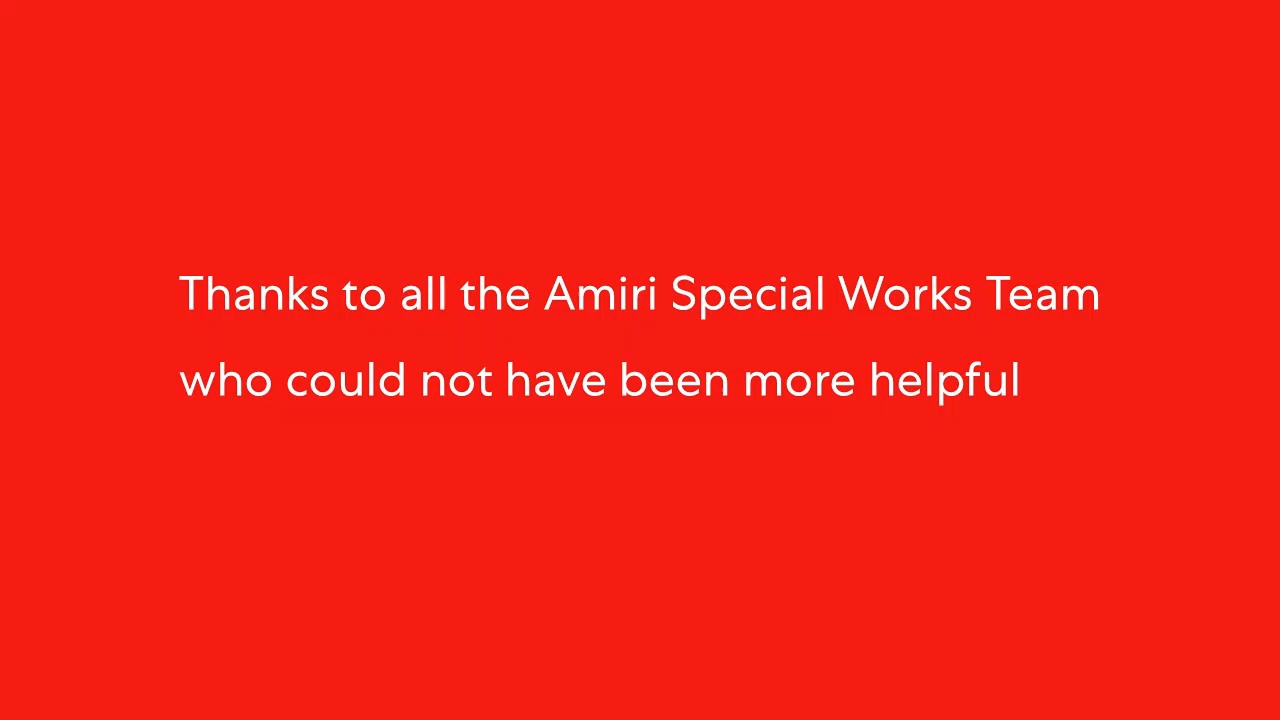 Thanks to all the Amiri Special Works Team
who could not have been more helpful